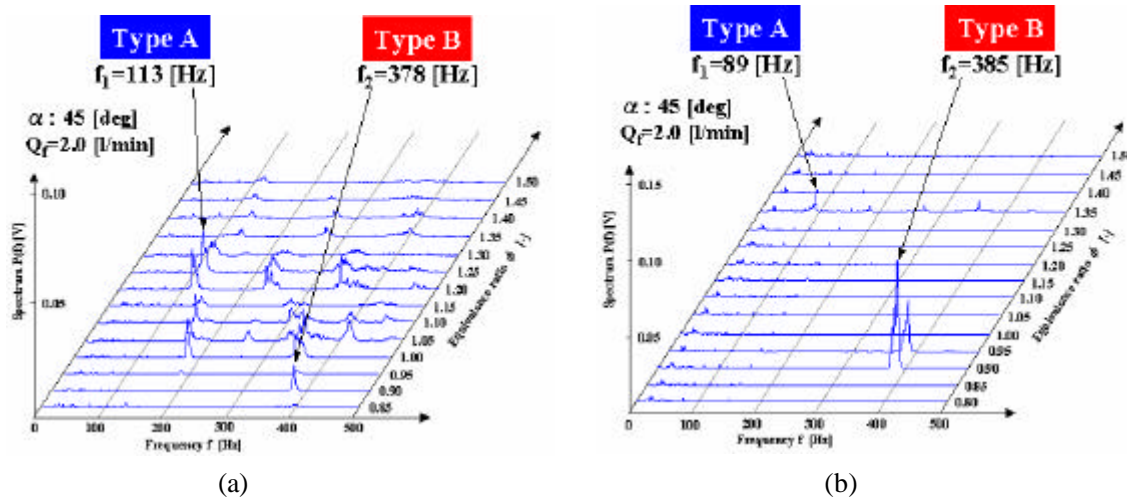 Type A
Type B
f1=113 [Hz]
f2=378 [Hz]
α : 45 [deg]
Qf=2.0 [l/min]
0.10
0.05
Spectrum P(f) [V]
1.50
1.45
1.40
1.35
1.30
1.25
1.20
1.15
1.10
1.05
1.00
0.95
0.90
0.85
Equivalence ratio Φ [-]
0
100
200
300
400
500
Frequency f [Hz]
(a)
Type A
Type B
f1=89 [Hz]
f2=385 [Hz]
α : 45 [deg]
Qf=2.0 [l/min]
0.15
0.10
0.05
Spectrum P(f) [V]
1.50
1.45
1.40
1.35
1.30
1.25
1.20
1.15
1.10
1.05
1.00
0.95
0.90
0.85
0.80
Equivalence ratio Φ [-]
0
100
200
300
400
500
Frequency f [Hz]
(b)